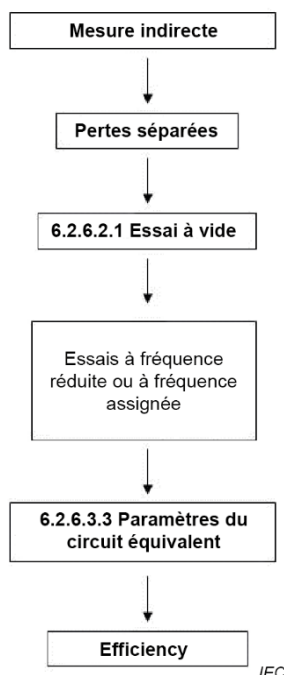 Mesure indirecte
Pertes séparées
6.2.6.2.1 Essai à vide
Essais à fréquence
réduite ou à fréquence
assignée
6.2.6.3.3 Paramètres du
circuit équivalent
Efficiency
IEC